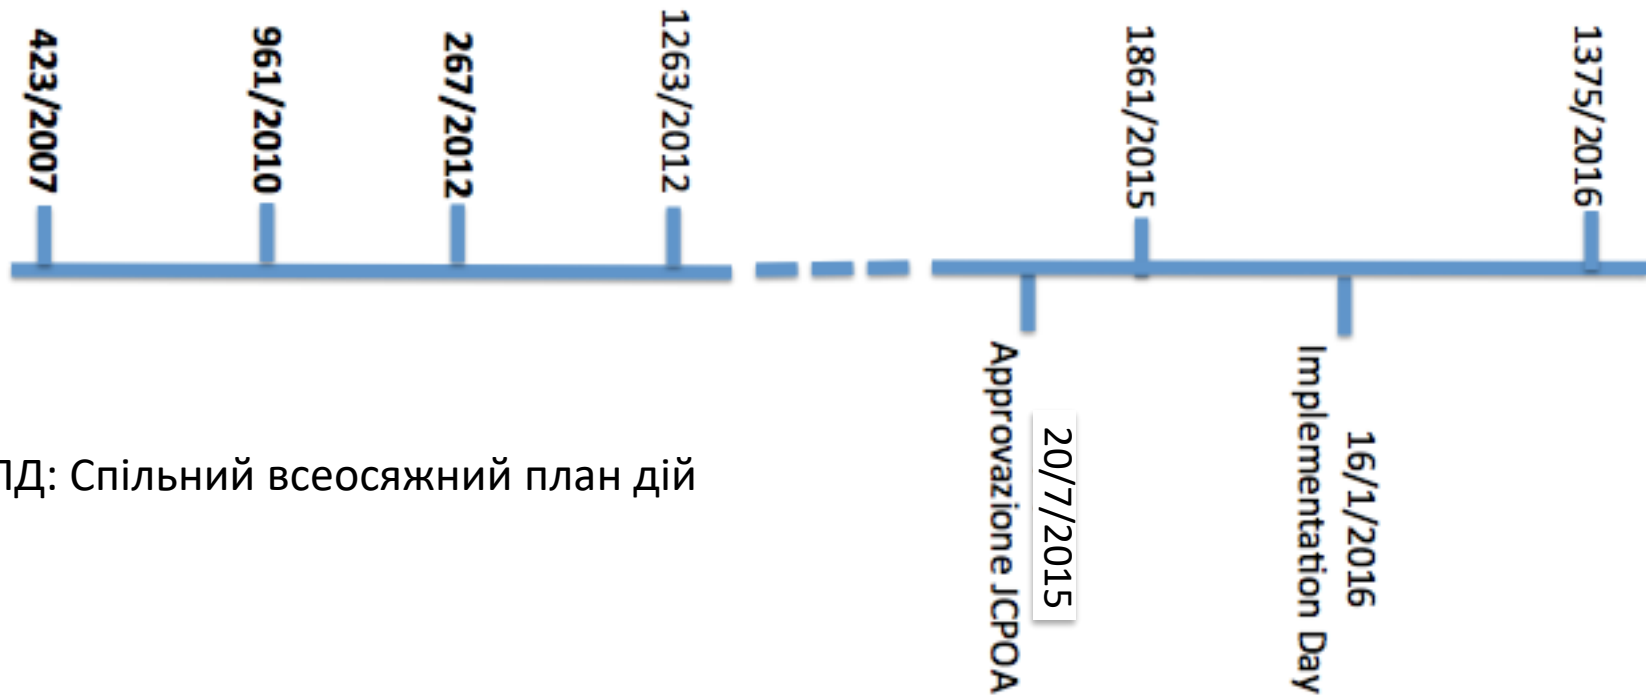 423/2007
961/2010
267/2012
1263/2012
1861/2015
1375/2016
ПД: Спільний всеосяжний план дій
20/7/2015
Approvazione JCPOA
16/1/2016
Implementation Day